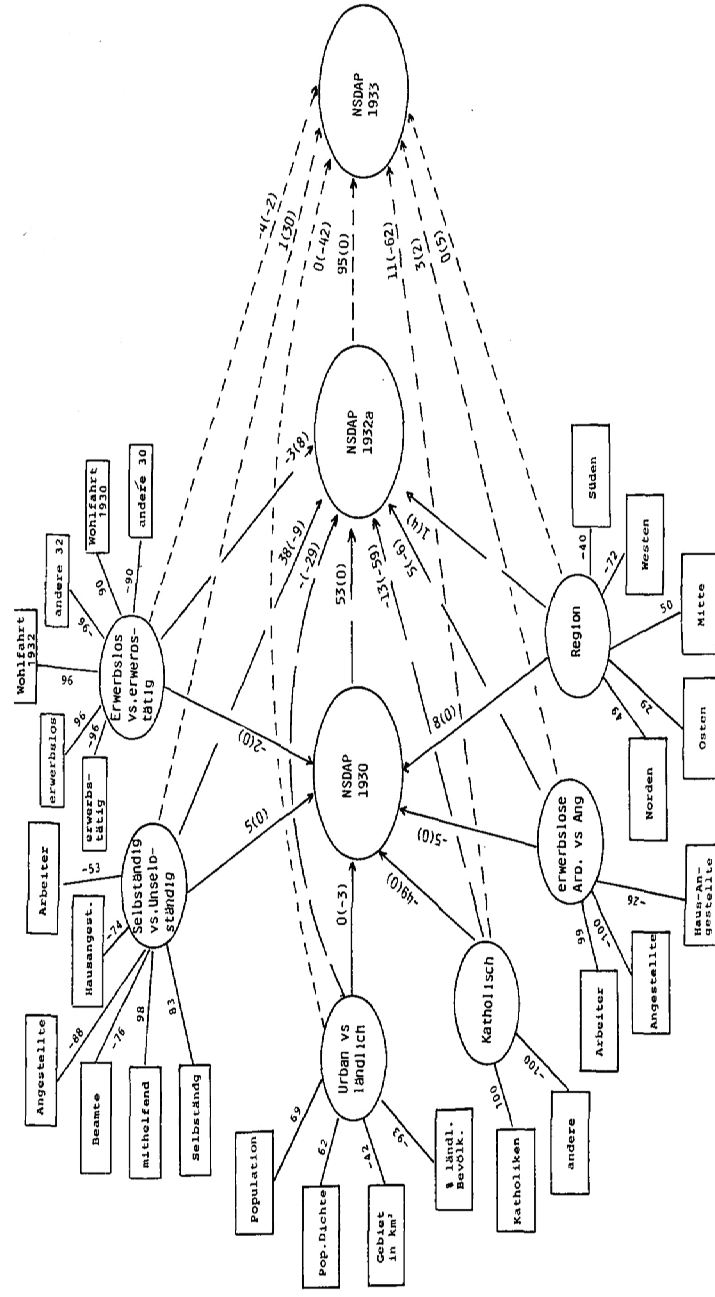 Angestellte
Beamte
mithelfend
Selbständg
Hausangest.
Arbeiter
-88
-76
98
83
-74
-53
Selbständig
vs.Unselb-
ständig
Wohlfahrt
1932
andere 32
Wohlfahrt
1930
andere 30
erwerbslos
erwerbs-
tätig
96
-96
90
-90
96
-96
Erwerbslos
vs.erwerbs-
tätig
Population
Pop.Dichte
Gebiet
in km²
% ländl.
Bevölk.
69
62
-42
-93
Urban vs
ländlich
Katholiken
andere
100
-100
Katholisch
Arbeiter
Angestellte
Haus-An-
gestellte
99
-100
-26
erwerbslose
Arb. vs Ang
Norden
Osten
Mitte
Westen
Süden
49
29
50
-72
-40
Region
NSDAP
1930
NSDAP
1932a
NSDAP
1933
5(0)
-2(0)
0(-3)
-49(0)
-5(0)
8(0)
53(0)
38(-9)
-(-29)
-3(8)
-13(-59)
5(-6)
1(4)
95(0)
-4(-2)
1(30)
0(-42)
11(-62)
3(2)
0(5)